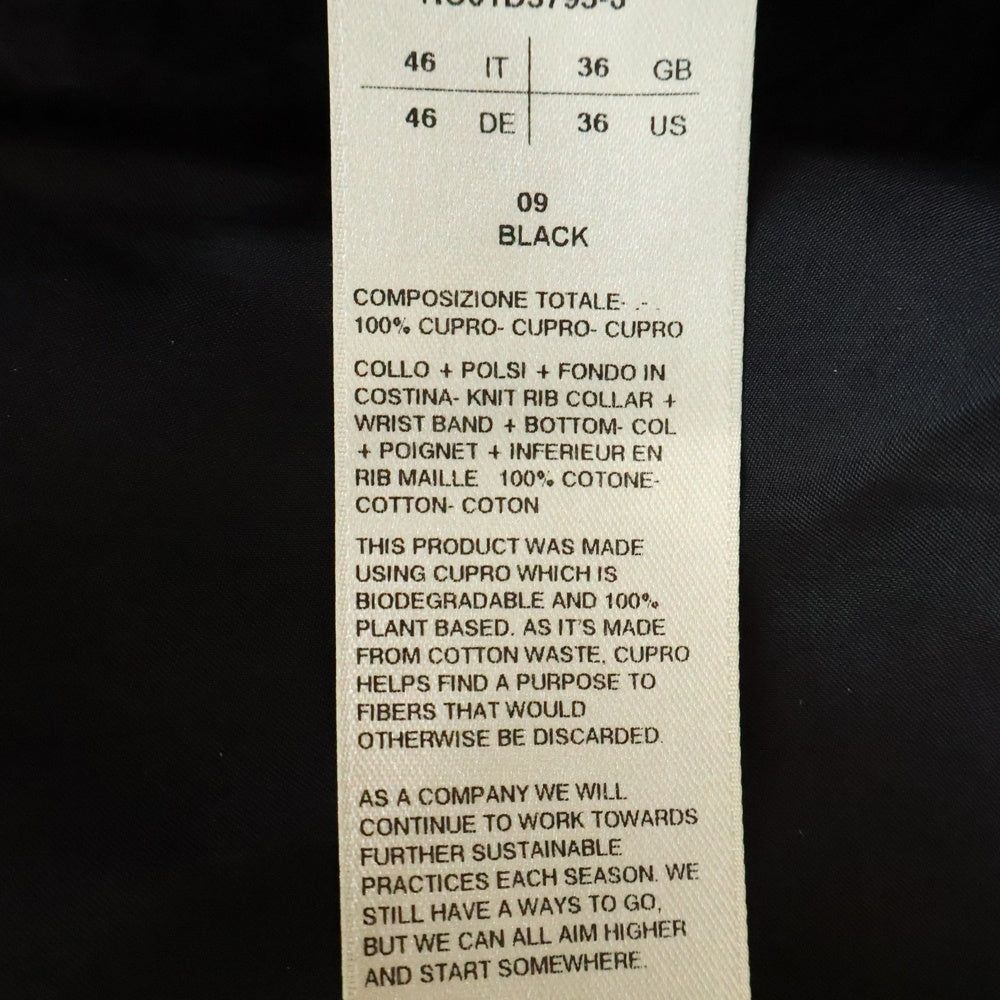 46 IT 36 GB
46 DE 36 US
09
BLACK
COMPOSIZIONE TOTALE- .- .
100% CUPRO- CUPRO- CUPRO
COLLO + POLSI + FONDO IN
COSTINA- KNIT RIB COLLAR +
WRIST BAND + BOTTOM- COL
+ POIGNET + INFERIEUR EN
RIB MAILLE 100% COTONE-
COTTON- COTON
THIS PRODUCT WAS MADE
USING CUPRO WHICH IS
BIODEGRADABLE AND 100%
PLANT BASED. AS IT'S MADE
FROM COTTON WASTE, CUPRO
HELPS FIND A PURPOSE TO
FIBERS THAT WOULD
OTHERWISE BE DISCARDED.
AS A COMPANY WE WILL
CONTINUE TO WORK TOWARDS
FURTHER SUSTAINABLE
PRACTICES EACH SEASON. WE
STILL HAVE A WAYS TO GO,
BUT WE CAN ALL AIM HIGHER
AND START SOMEWHERE.